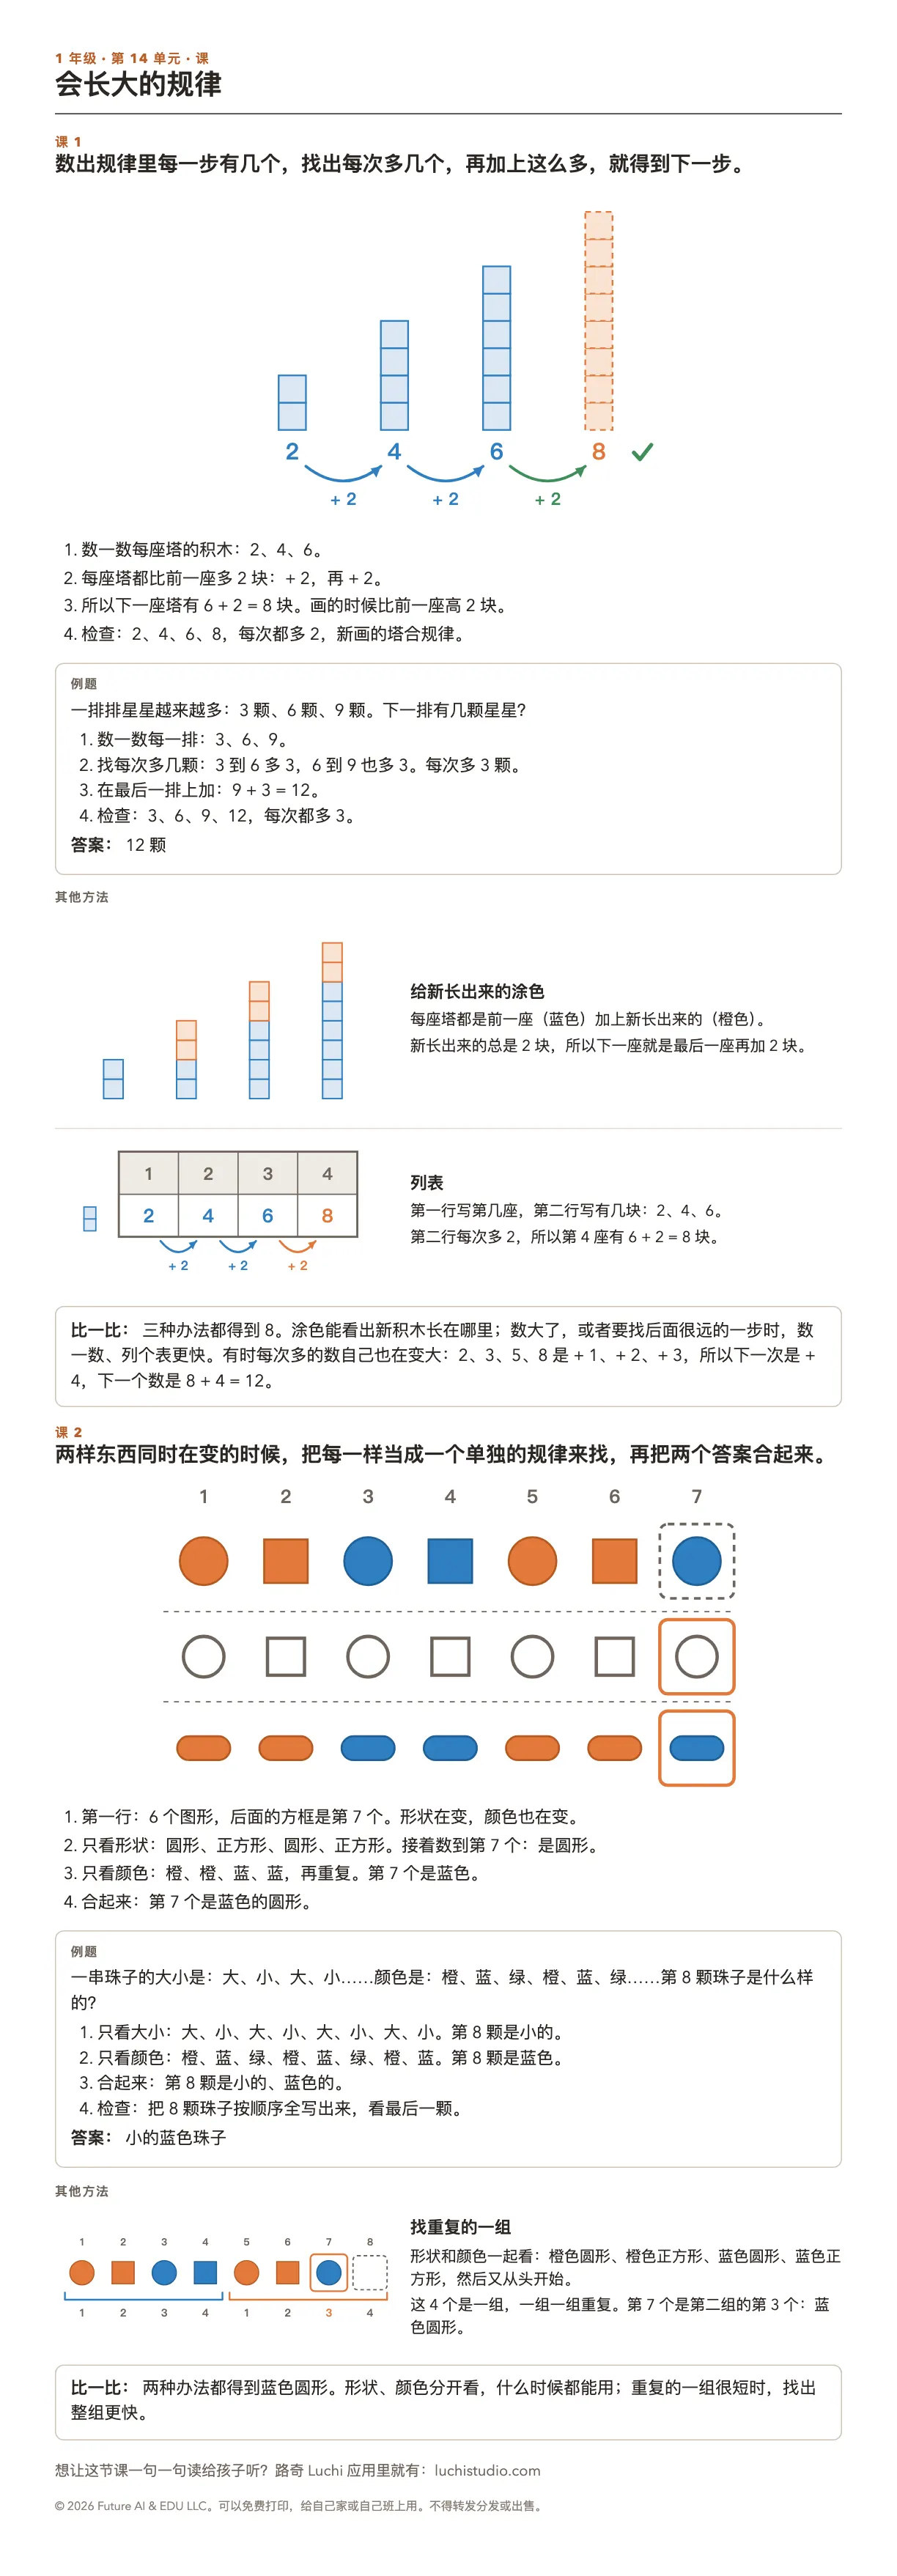 1 年级 · 第 14 单元 · 课
会长大的规律
课 1
数出规律里每一步有几个，找出每次多几个，再加上这么多，就得到下一步。
2 4 6 8
+ 2 + 2 + 2
1. 数一数每座塔的积木：2、4、6。
2. 每座塔都比前一座多 2 块：+ 2，再 + 2。
3. 所以下一座塔有 6 + 2 = 8 块。画的时候比前一座高 2 块。
4. 检查：2、4、6、8，每次都多 2，新画的塔合规律。
例题
一排排星星越来越多：3 颗、6 颗、9 颗。下一排有几颗星星？
1. 数一数每一排：3、6、9。
2. 找每次多几颗：3 到 6 多 3，6 到 9 也多 3。每次多 3 颗。
3. 在最后一排上加：9 + 3 = 12。
4. 检查：3、6、9、12，每次都多 3。
答案： 12 颗
其他方法
给新长出来的涂色
每座塔都是前一座（蓝色）加上新长出来的（橙色）。
新长出来的总是 2 块，所以下一座就是最后一座再加 2 块。
1 2 3 4
2 4 6 8
+ 2 + 2 + 2
列表
第一行写第几座，第二行写有几块：2、4、6。
第二行每次多 2，所以第 4 座有 6 + 2 = 8 块。
比一比： 三种办法都得到 8。涂色能看出新积木长在哪里；数大了，或者要找后面很远的一步时，数
一数、列个表更快。有时每次多的数自己也在变大：2、3、5、8 是 + 1、+ 2、+ 3，所以下一次是 +
4，下一个数是 8 + 4 = 12。
课 2
两样东西同时在变的时候，把每一样当成一个单独的规律来找，再把两个答案合起来。
1 2 3 4 5 6 7
1. 第一行：6 个图形，后面的方框是第 7 个。形状在变，颜色也在变。
2. 只看形状：圆形、正方形、圆形、正方形。接着数到第 7 个：是圆形。
3. 只看颜色：橙、橙、蓝、蓝，再重复。第 7 个是蓝色。
4. 合起来：第 7 个是蓝色的圆形。
例题
一串珠子的大小是：大、小、大、小……颜色是：橙、蓝、绿、橙、蓝、绿……第 8 颗珠子是什么样
的？
1. 只看大小：大、小、大、小、大、小、大、小。第 8 颗是小的。
2. 只看颜色：橙、蓝、绿、橙、蓝、绿、橙、蓝。第 8 颗是蓝色。
3. 合起来：第 8 颗是小的、蓝色的。
4. 检查：把 8 颗珠子按顺序全写出来，看最后一颗。
答案： 小的蓝色珠子
其他方法
1 2 3 4 5 6 7 8
1 2 3 4 1 2 3 4
找重复的一组
形状和颜色一起看：橙色圆形、橙色正方形、蓝色圆形、蓝色正
方形，然后又从头开始。
这 4 个是一组，一组一组重复。第 7 个是第二组的第 3 个：蓝
色圆形。
比一比： 两种办法都得到蓝色圆形。形状、颜色分开看，什么时候都能用；重复的一组很短时，找出
整组更快。
想让这节课一句一句读给孩子听？路奇 Luchi 应用里就有：luchistudio.com
© 2026 Future AI & EDU LLC。可以免费打印，给自己家或自己班上用。不得转发分发或出售。